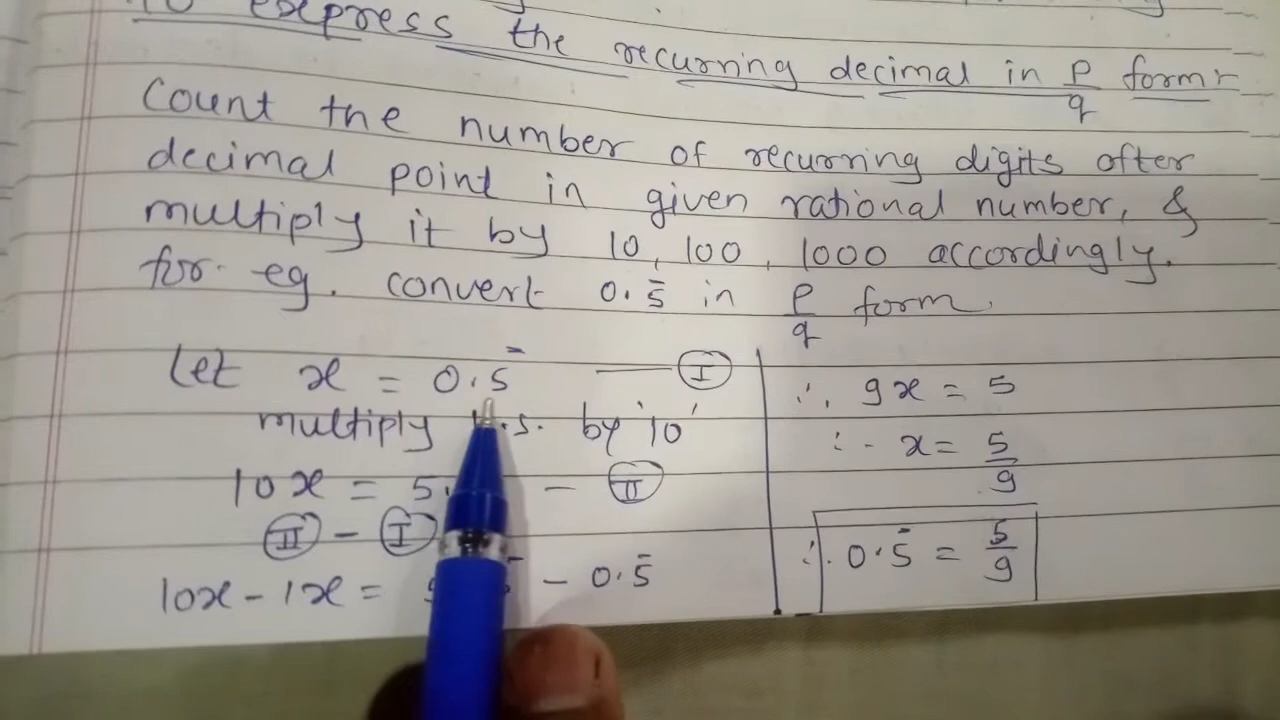 To express the recurring decimal in p/q form:-
Count the number of recurring digits after
decimal point in given rational number, &
multiply it by 10, 100, 1000 accordingly.
for eg. convert 0.5̄ in p/q form.
Let x = 0.5̄ — I
multiply by '10'
10x = 5. — II
II - I
10x - 1x = - 0.5̄
∴ 9x = 5
∴ x = 5/9
∴ 0.5̄ = 5/9